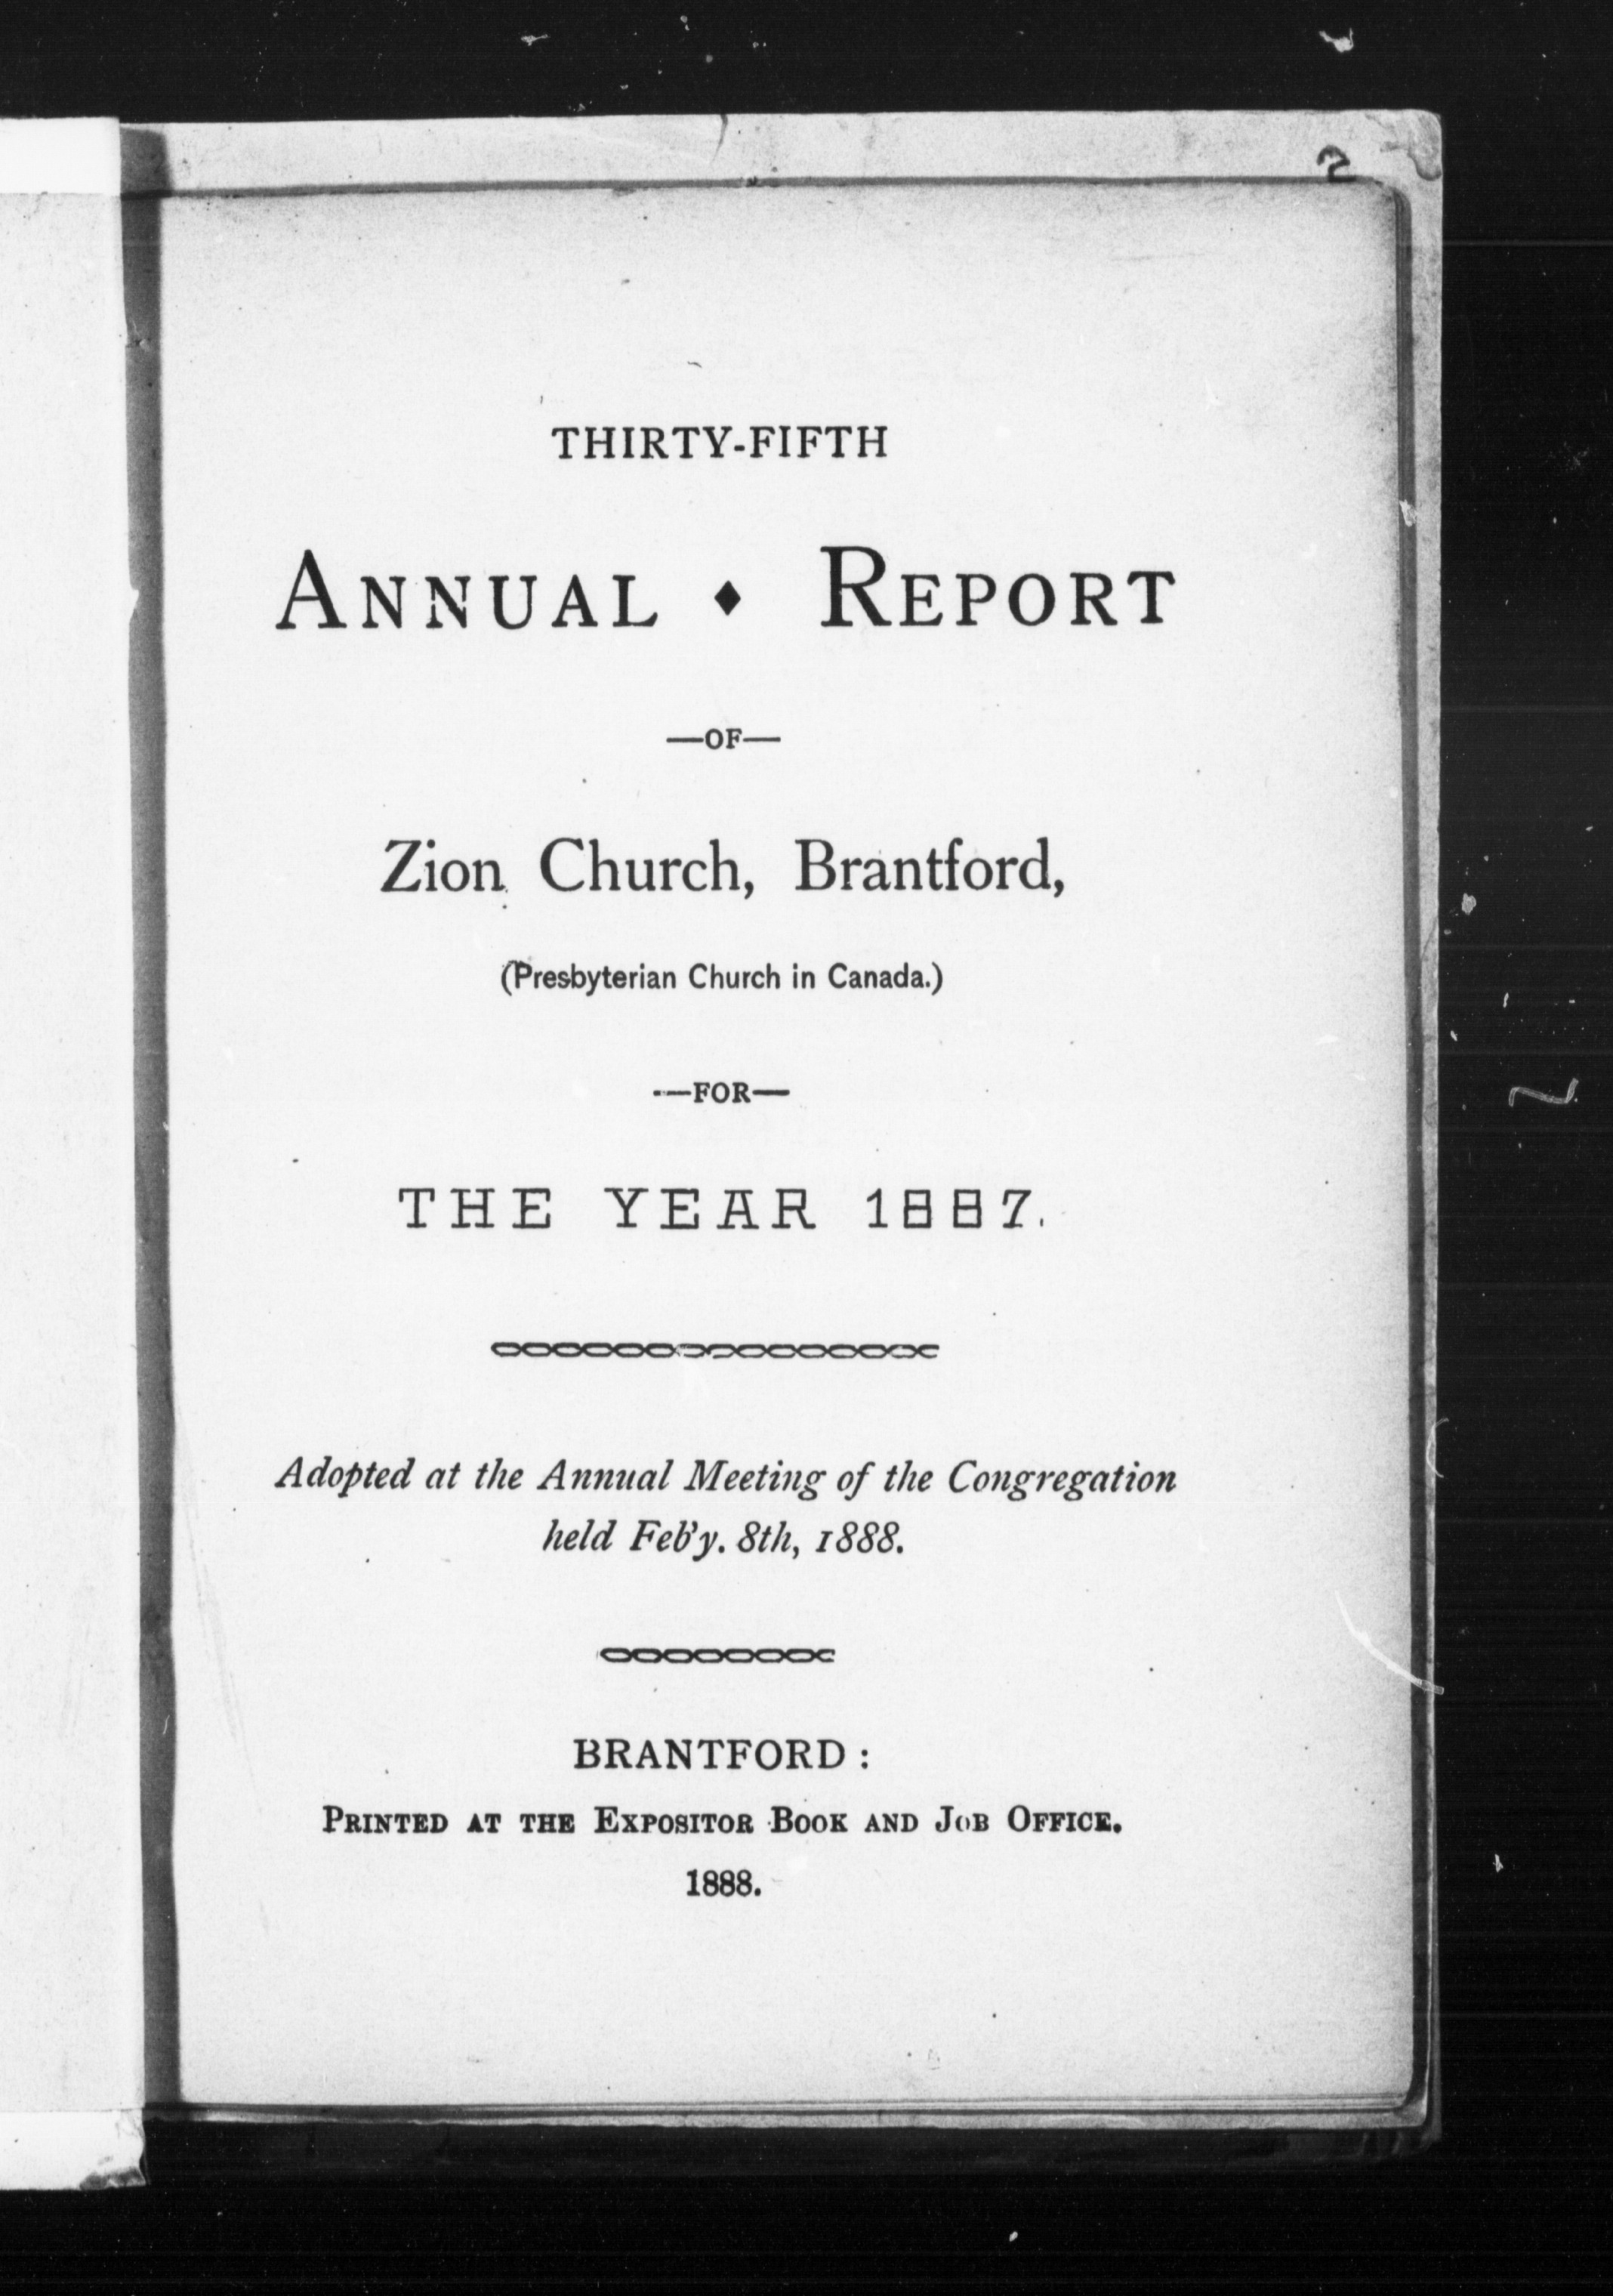 2
THIRTY-FIFTH
ANNUAL ♦ REPORT
—OF—
Zion Church, Brantford,
(Presbyterian Church in Canada.)
—FOR—
THE YEAR 1887.
Adopted at the Annual Meeting of the Congregation
held Feb'y. 8th, 1888.
BRANTFORD :
PRINTED AT THE EXPOSITOR BOOK AND JOB OFFICE.
1888.